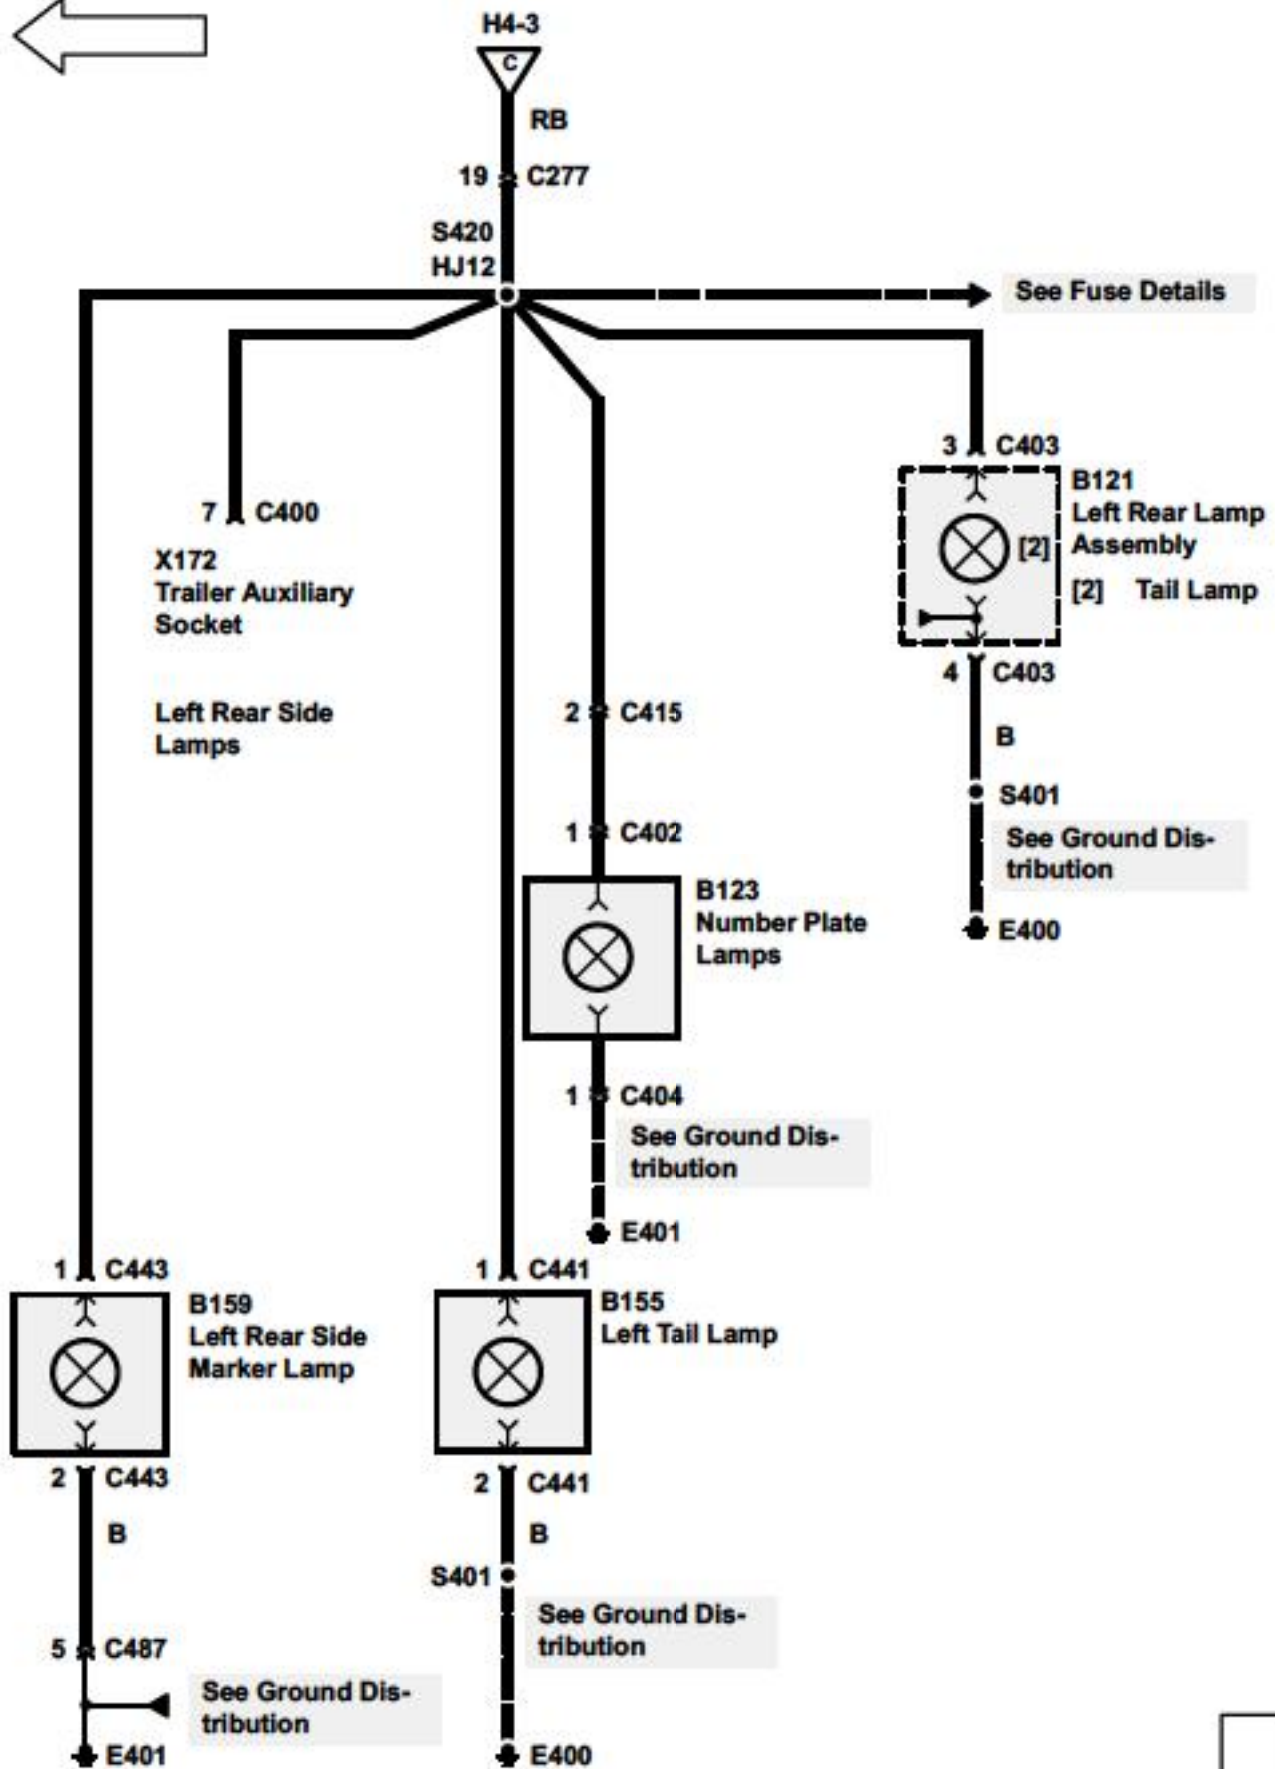 H4-3
C
RB
19 C277
S420
HJ12
See Fuse Details
3 C403
B121
Left Rear Lamp
Assembly
[2]
[2] Tail Lamp
7 C400
X172
Trailer Auxiliary
Socket
4 C403
Left Rear Side
Lamps
2 C415
B
S401
1 C402
See Ground Dis-
tribution
B123
Number Plate
Lamps
E400
1 C404
See Ground Dis-
tribution
E401
1 C443
1 C441
B159
Left Rear Side
Marker Lamp
B155
Left Tail Lamp
2 C443
2 C441
B
B
S401
See Ground Dis-
tribution
5 C487
See Ground Dis-
tribution
E401
E400